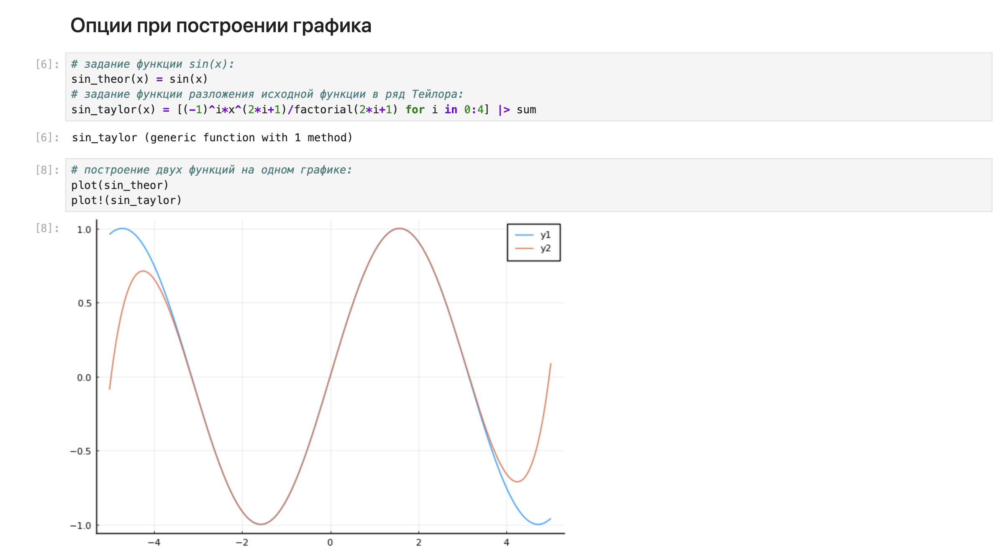 Опции при построении графика
[6]: # задание функции sin(x):
sin_theor(x) = sin(x)
# задание функции разложения исходной функции в ряд Тейлора:
sin_taylor(x) = [(-1)^i*x^(2*i+1)/factorial(2*i+1) for i in 0:4] |> sum
[6]: sin_taylor (generic function with 1 method)
[8]: # построение двух функций на одном графике:
plot(sin_theor)
plot!(sin_taylor)
[8]:
1.0
y1
y2
0.5
0.0
−0.5
−1.0
−4 −2 0 2 4